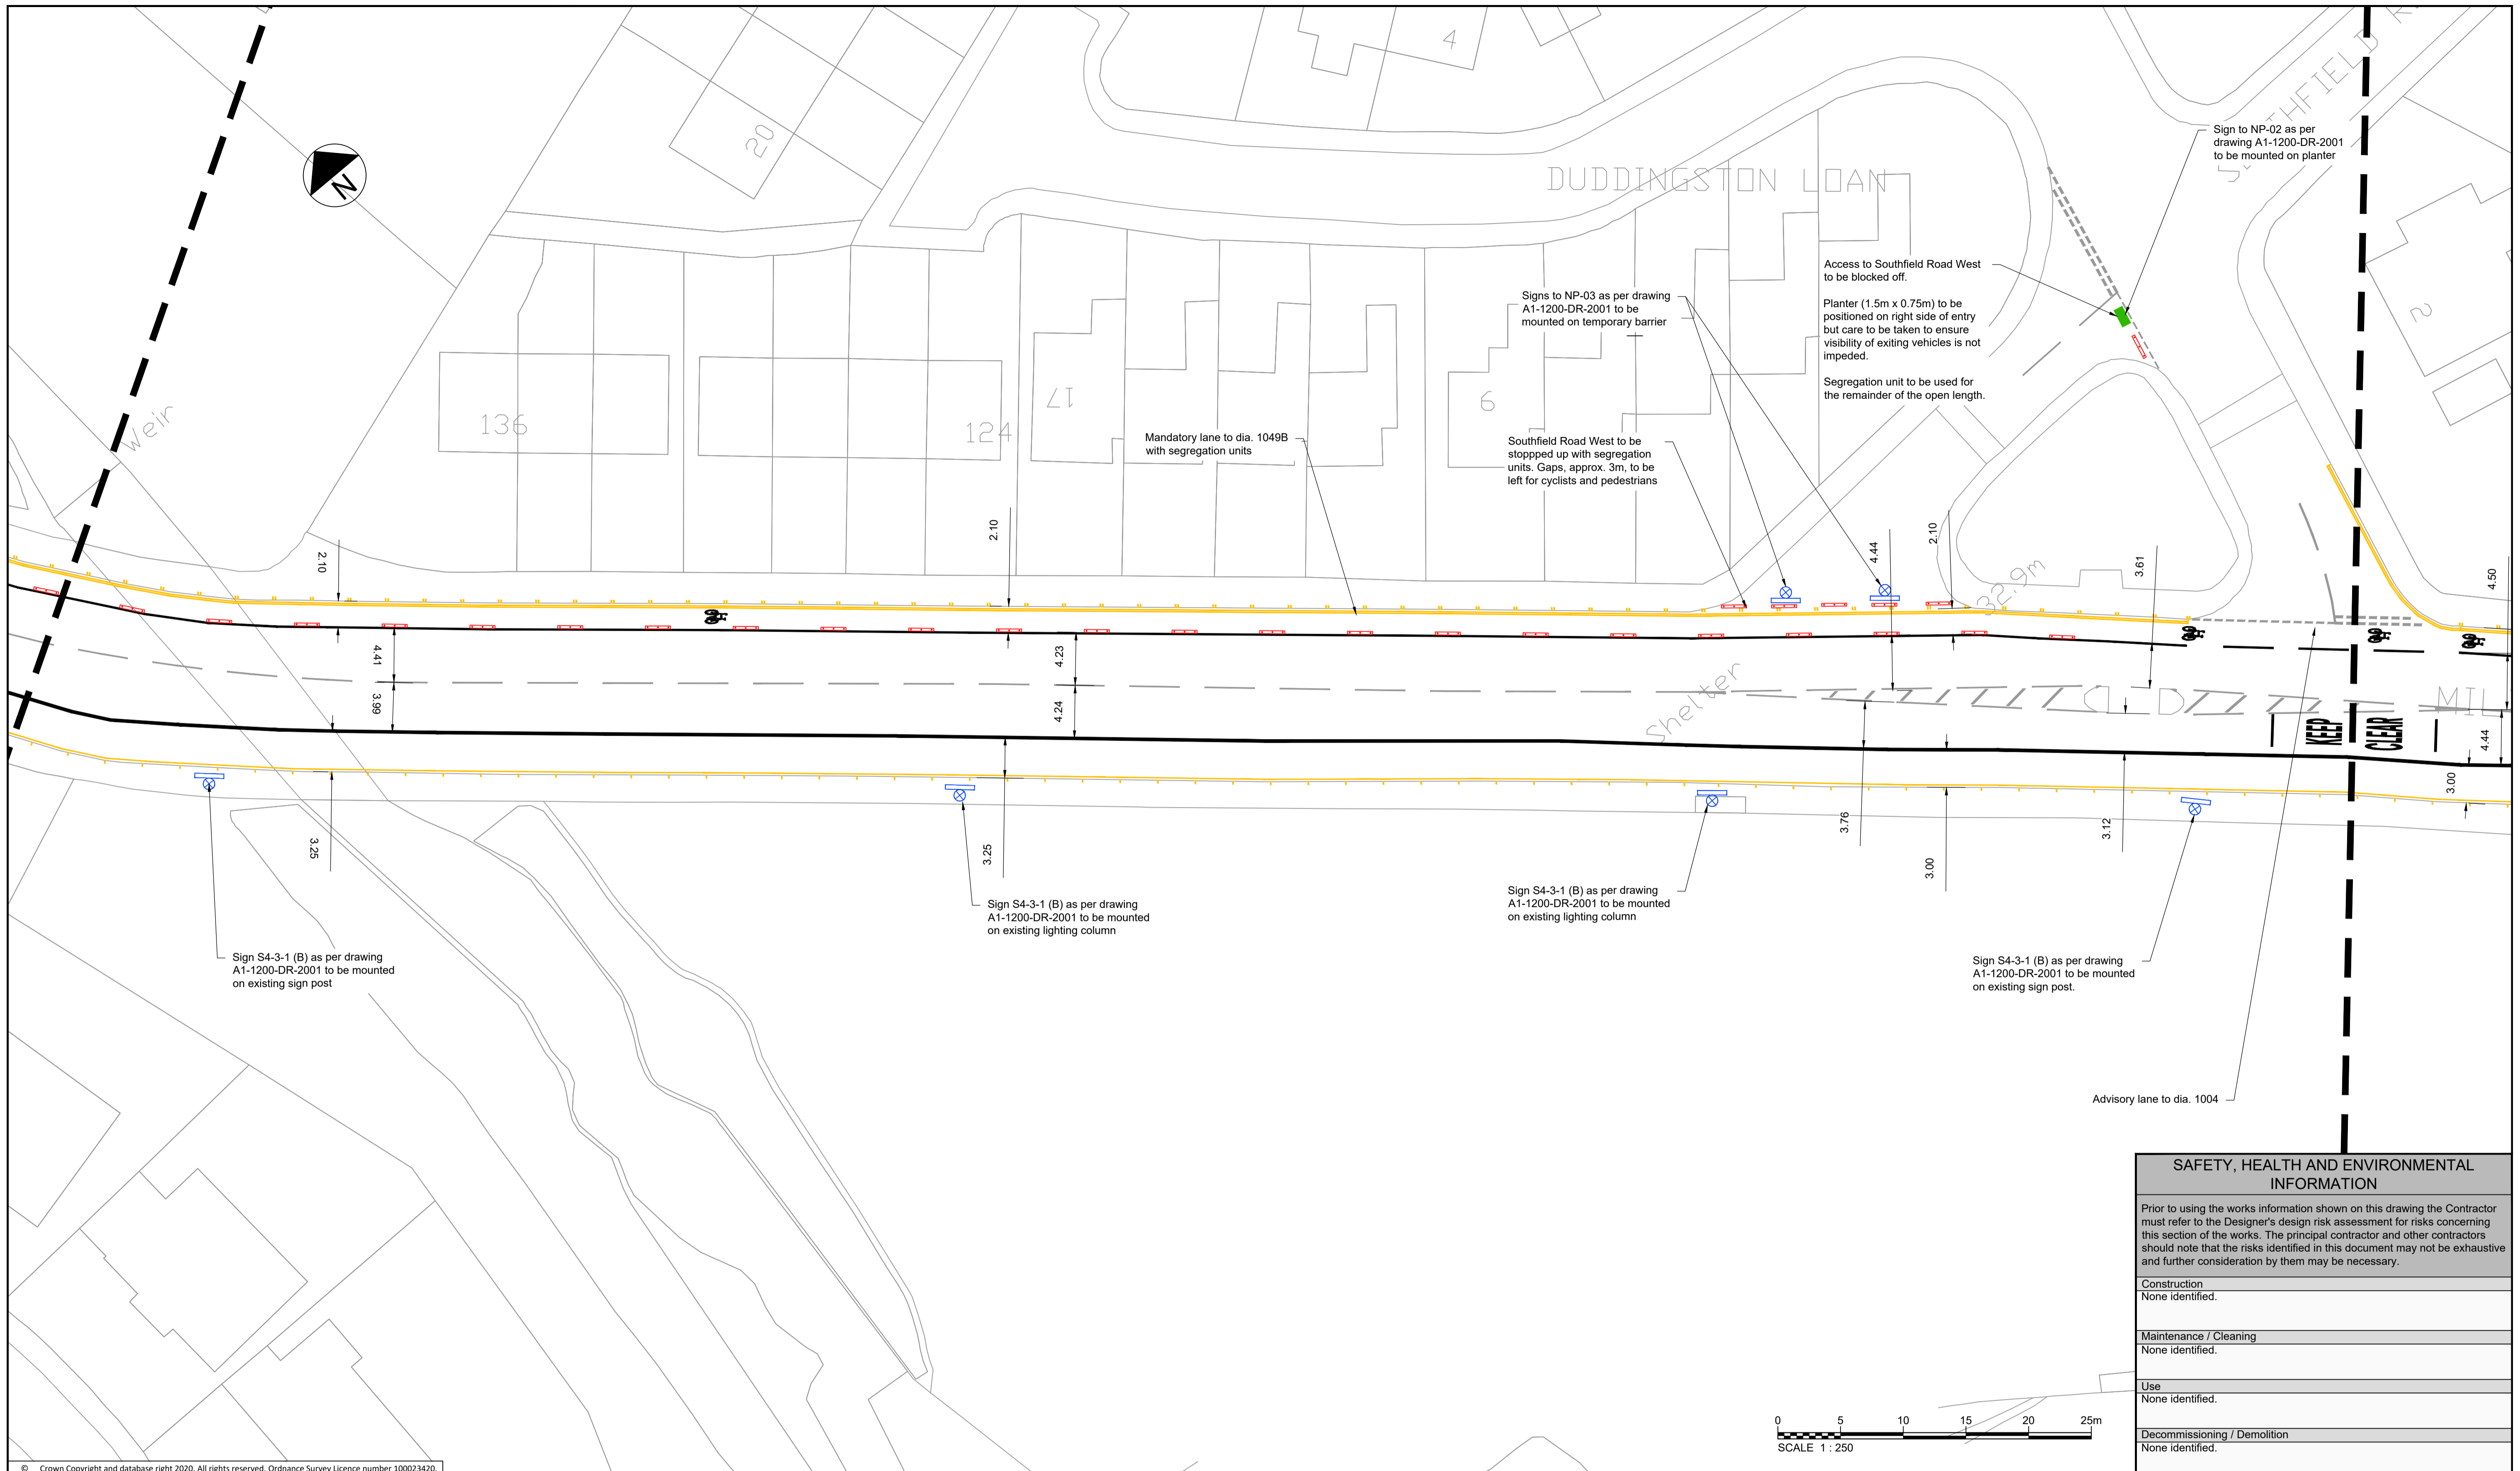 4
20
DUDDINGSTON LOAN
Sign to NP-02 as per
drawing A1-1200-DR-2001
to be mounted on planter
N
Access to Southfield Road West
to be blocked off.
Planter (1.5m x 0.75m) to be
positioned on right side of entry
but care to be taken to ensure
visibility of exiting vehicles is not
impeded.
Segregation unit to be used for
the remainder of the open length.
Signs to NP-03 as per drawing
A1-1200-DR-2001 to be
mounted on temporary barrier
2
Weir
136
124
17
9
Mandatory lane to dia. 1049B
with segregation units
Southfield Road West to be
stoppped up with segregation
units. Gaps, approx. 3m, to be
left for cyclists and pedestrians
2.10
2.10
4.44
2.10
3.61
4.50
32.9m
4.41
3.99
4.23
4.24
Shelter
OLD
MIL
KEEP
CLEAR
4.44
3.00
3.25
3.25
3.76
3.00
3.12
Sign S4-3-1 (B) as per drawing
A1-1200-DR-2001 to be mounted
on existing sign post
Sign S4-3-1 (B) as per drawing
A1-1200-DR-2001 to be mounted
on existing lighting column
Sign S4-3-1 (B) as per drawing
A1-1200-DR-2001 to be mounted
on existing lighting column
Sign S4-3-1 (B) as per drawing
A1-1200-DR-2001 to be mounted
on existing sign post.
Advisory lane to dia. 1004
SAFETY, HEALTH AND ENVIRONMENTAL
INFORMATION
Prior to using the works information shown on this drawing the Contractor
must refer to the Designer's design risk assessment for risks concerning
this section of the works. The principal contractor and other contractors
should note that the risks identified in this document may not be exhaustive
and further consideration by them may be necessary.
Construction
None identified.
Maintenance / Cleaning
None identified.
Use
None identified.
Decommissioning / Demolition
None identified.
0 5 10 15 20 25m
SCALE 1 : 250
© Crown Copyright and database right 2020. All rights reserved. Ordnance Survey Licence number 100023420.